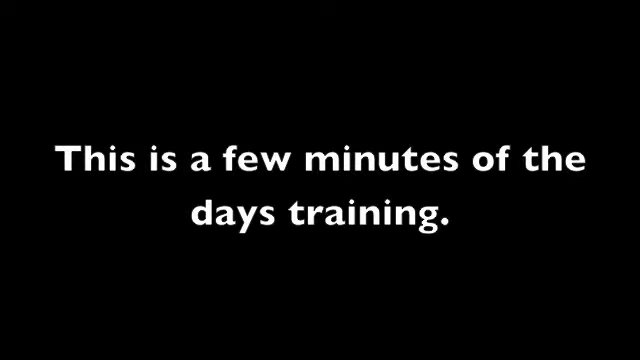 This is a few minutes of the
days training.